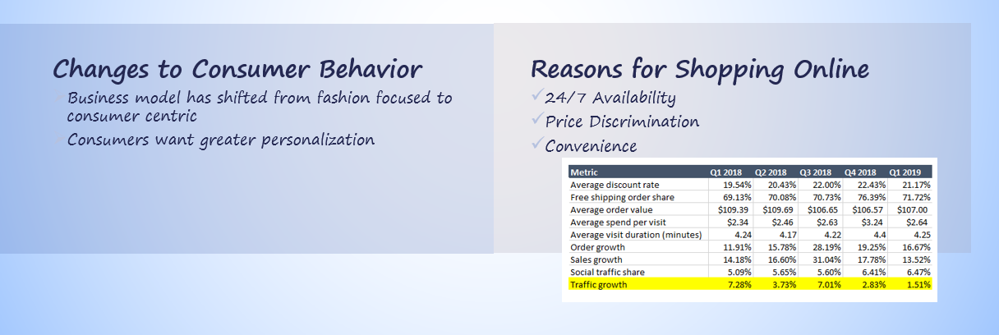 Changes to Consumer Behavior
Business model has shifted from fashion focused to
consumer centric
Consumers want greater personalization
Reasons for Shopping Online
24/7 Availability
Price Discrimination
Convenience
Metric Q1 2018 Q2 2018 Q3 2018 Q4 2018 Q1 2019
Average discount rate 19.54% 20.43% 22.00% 22.43% 21.17%
Free shipping order share 69.13% 70.08% 70.73% 76.39% 71.72%
Average order value $109.39 $109.69 $106.65 $106.57 $107.00
Average spend per visit $2.34 $2.46 $2.63 $3.24 $2.64
Average visit duration (minutes) 4.24 4.17 4.22 4.4 4.25
Order growth 11.91% 15.78% 28.19% 19.25% 16.67%
Sales growth 14.18% 16.60% 31.04% 17.78% 13.52%
Social traffic share 5.09% 5.65% 5.60% 6.41% 6.47%
Traffic growth 7.28% 3.73% 7.01% 2.83% 1.51%